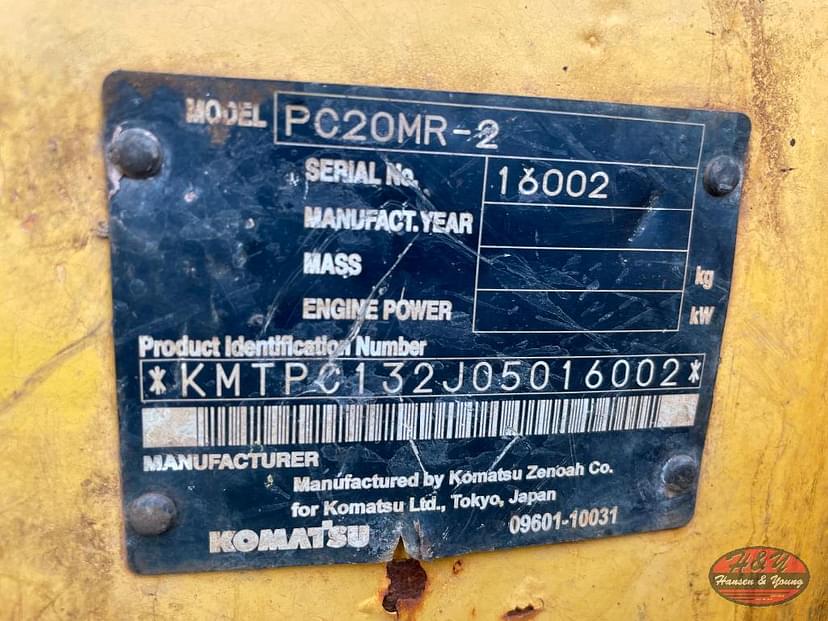 MODEL PC20MR-2
SERIAL No. 16002
MANUFACT.YEAR
MASS kg
ENGINE POWER kW
Product Identification Number
*KMTPC132J05016002*
MANUFACTURER
Manufactured by Komatsu Zenoah Co.
for Komatsu Ltd., Tokyo, Japan
KOMATSU 09601-10031
H&Y
Hansen & Young